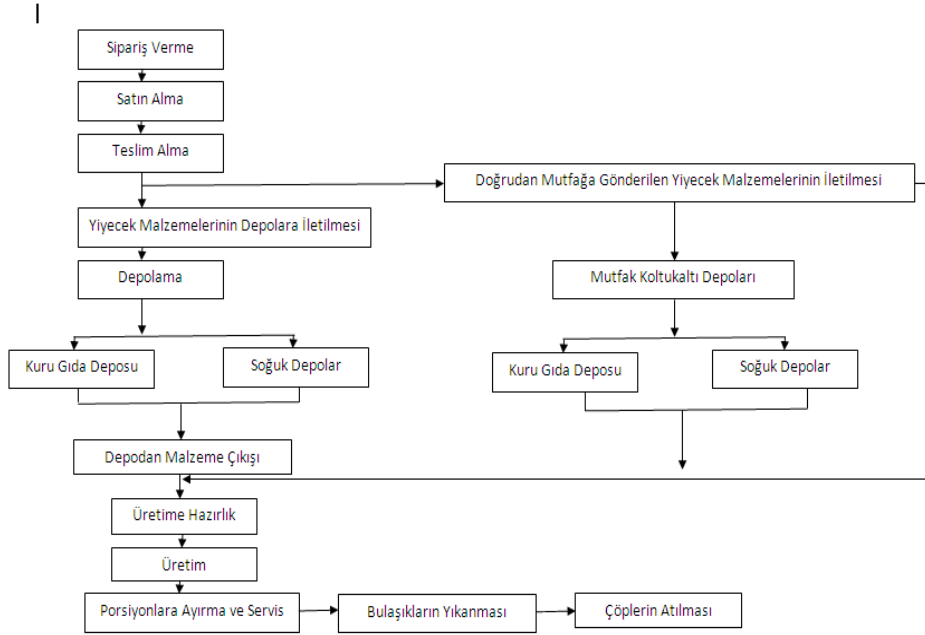 Sipariş Verme
Satın Alma
Teslim Alma
Doğrudan Mutfağa Gönderilen Yiyecek Malzemelerinin İletilmesi
Yiyecek Malzemelerinin Depolara İletilmesi
Depolama
Mutfak Koltukaltı Depoları
Kuru Gıda Deposu
Soğuk Depolar
Kuru Gıda Deposu
Soğuk Depolar
Depodan Malzeme Çıkışı
Üretime Hazırlık
Üretim
Porsiyonlara Ayırma ve Servis
Bulaşıkların Yıkanması
Çöplerin Atılması